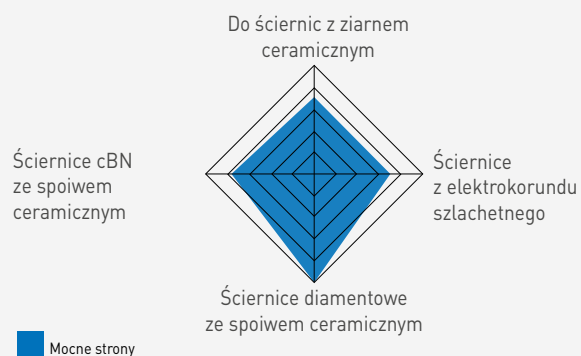 Do ściernic z ziarnem
ceramicznym
Ściernice cBN
ze spoiwem
ceramicznym
Ściernice
z elektrokorundu
szlachetnego
Ściernice diamentowe
ze spoiwem ceramicznym
Mocne strony